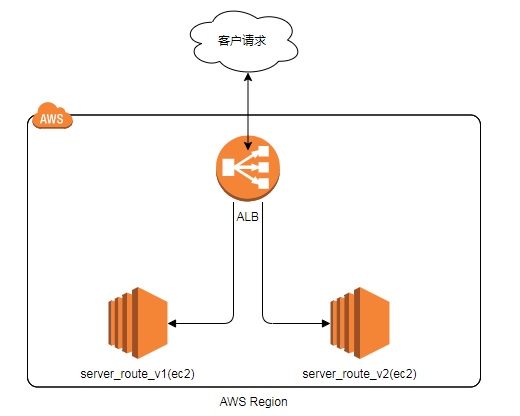 客户请求
AWS
ALB
server_route_v1(ec2)
server_route_v2(ec2)
AWS Region